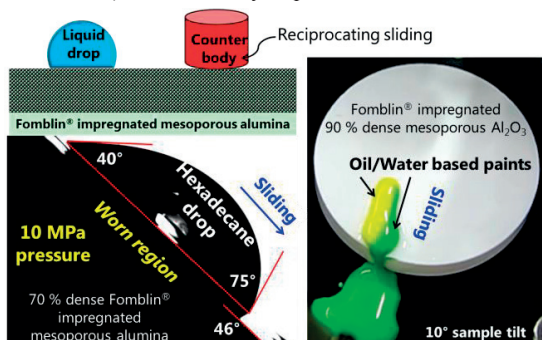 Liquid
drop
Counter
body
Reciprocating sliding
Fomblin® impregnated mesoporous alumina
40°
Hexadecane
drop
Sliding
Worn region
10 MPa
pressure
75°
70 % dense Fomblin®
impregnated
mesoporous alumina
46°
Fomblin® impregnated
90 % dense mesoporous Al₂O₃
Oil/Water based paints
Sliding
10° sample tilt